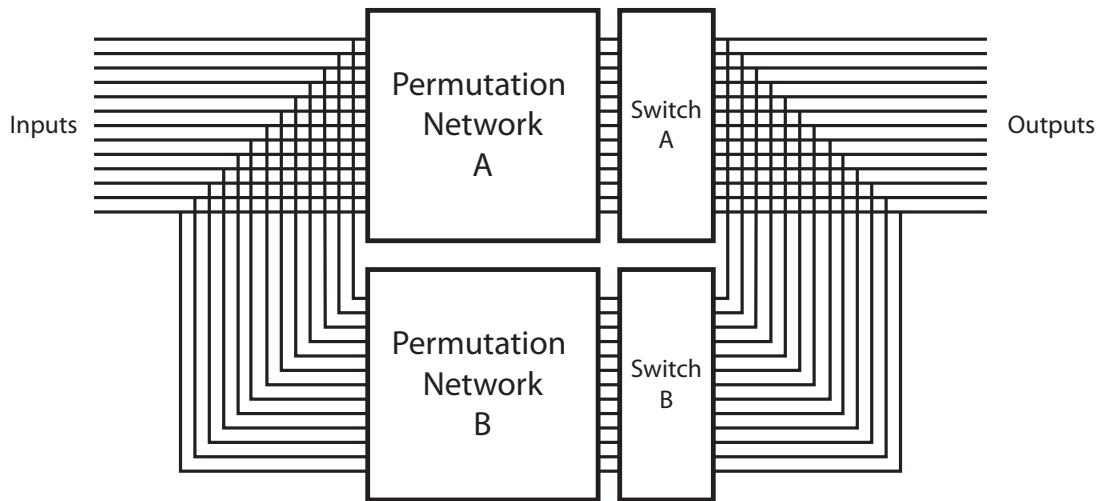 Inputs
Permutation
Network
A
Switch
A
Outputs
Permutation
Network
B
Switch
B